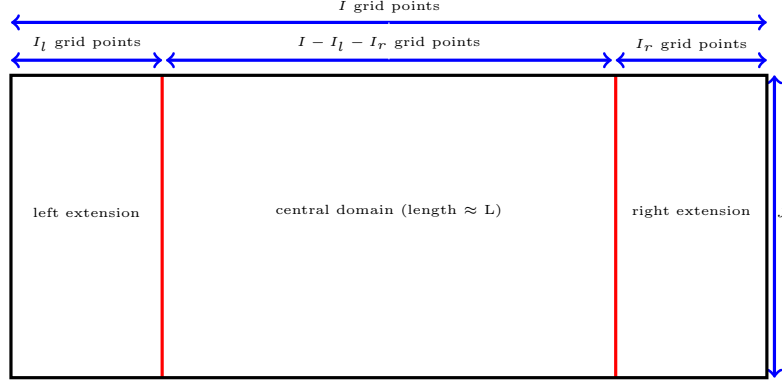 I grid points
I_l grid points
I − I_l − I_r grid points
I_r grid points
left extension
central domain (length ≈ L)
right extension